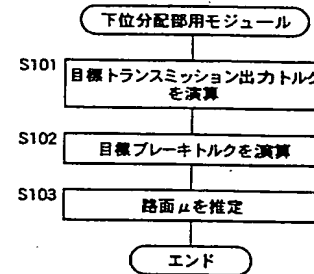 下位分配部用モジュール
S101
目標トランスミッション出力トルク
を演算
S102
目標ブレーキトルクを演算
S103
路面μを推定
エンド